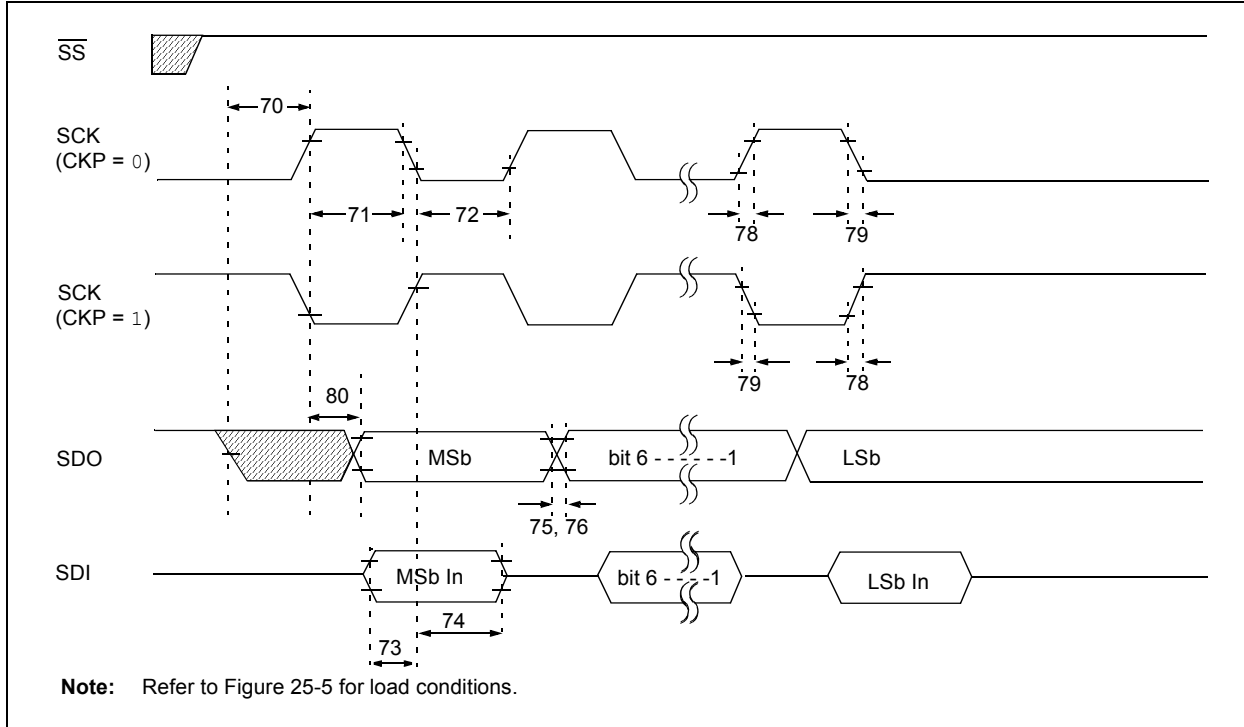 SS
70
SCK
(CKP = 0)
71
72
78
79
SCK
(CKP = 1)
79
78
80
SDO
MSb
bit 6 - - - - - -1
LSb
75, 76
SDI
MSb In
bit 6 - - - - -1
LSb In
74
73
Note: Refer to Figure 25-5 for load conditions.